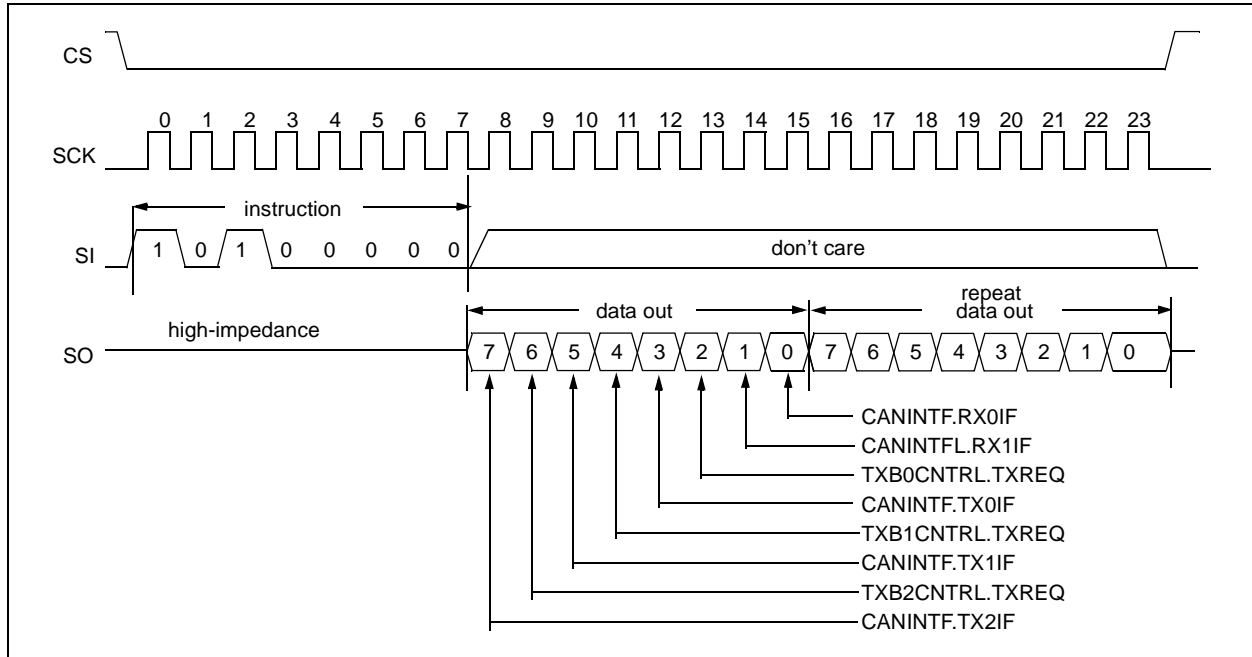 CS
0 1 2 3 4 5 6 7 8 9 10 11 12 13 14 15 16 17 18 19 20 21 22 23
SCK
instruction
SI 1 0 1 0 0 0 0 0 don't care
repeat
data out data out
high-impedance
SO 7 6 5 4 3 2 1 0 7 6 5 4 3 2 1 0
CANINTF.RX0IF
CANINTFL.RX1IF
TXB0CNTRL.TXREQ
CANINTF.TX0IF
TXB1CNTRL.TXREQ
CANINTF.TX1IF
TXB2CNTRL.TXREQ
CANINTF.TX2IF